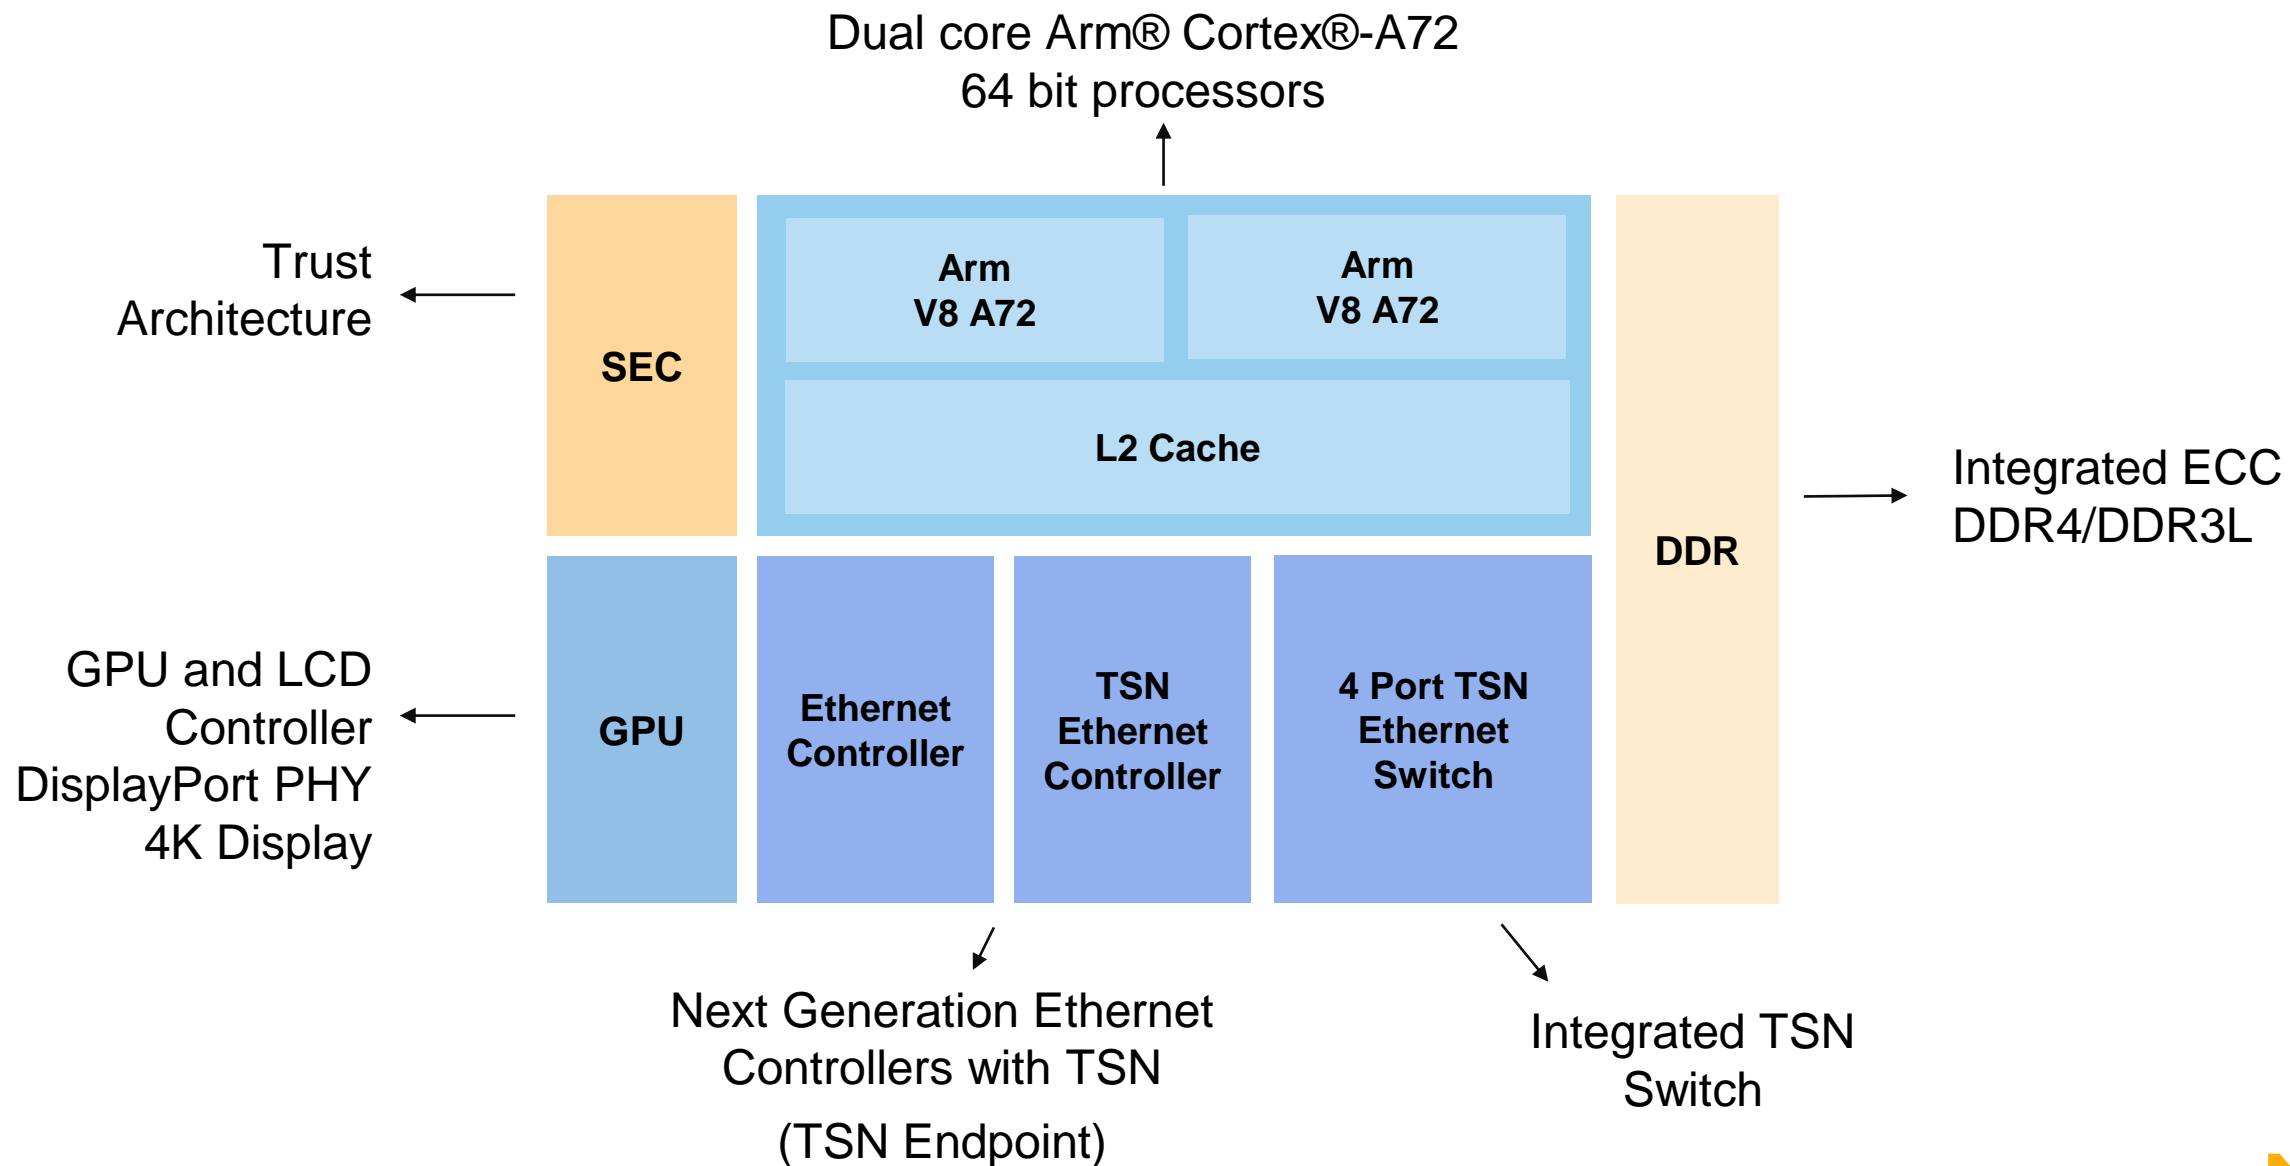 Dual core Arm® Cortex®-A72
64 bit processors
Trust
Architecture
SEC
Arm
V8 A72
Arm
V8 A72
L2 Cache
DDR
Integrated ECC
DDR4/DDR3L
GPU and LCD
Controller
DisplayPort PHY
4K Display
GPU
Ethernet
Controller
TSN
Ethernet
Controller
4 Port TSN
Ethernet
Switch
Next Generation Ethernet
Controllers with TSN
(TSN Endpoint)
Integrated TSN
Switch